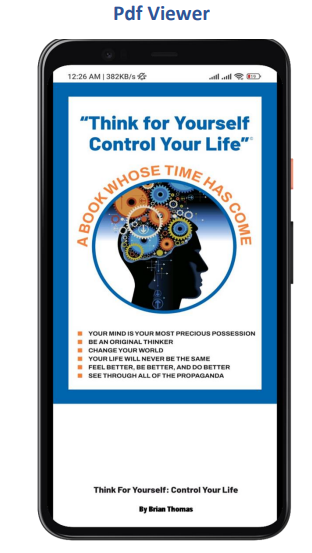 Pdf Viewer
12:26 AM | 382KB/s
“Think for Yourself
Control Your Life”
A BOOK WHOSE TIME HAS COME
YOUR MIND IS YOUR MOST PRECIOUS POSSESSION
BE AN ORIGINAL THINKER
CHANGE YOUR WORLD
YOUR LIFE WILL NEVER BE THE SAME
FEEL BETTER, BE BETTER, AND DO BETTER
SEE THROUGH ALL OF THE PROPAGANDA
Think For Yourself: Control Your Life
By Brian Thomas